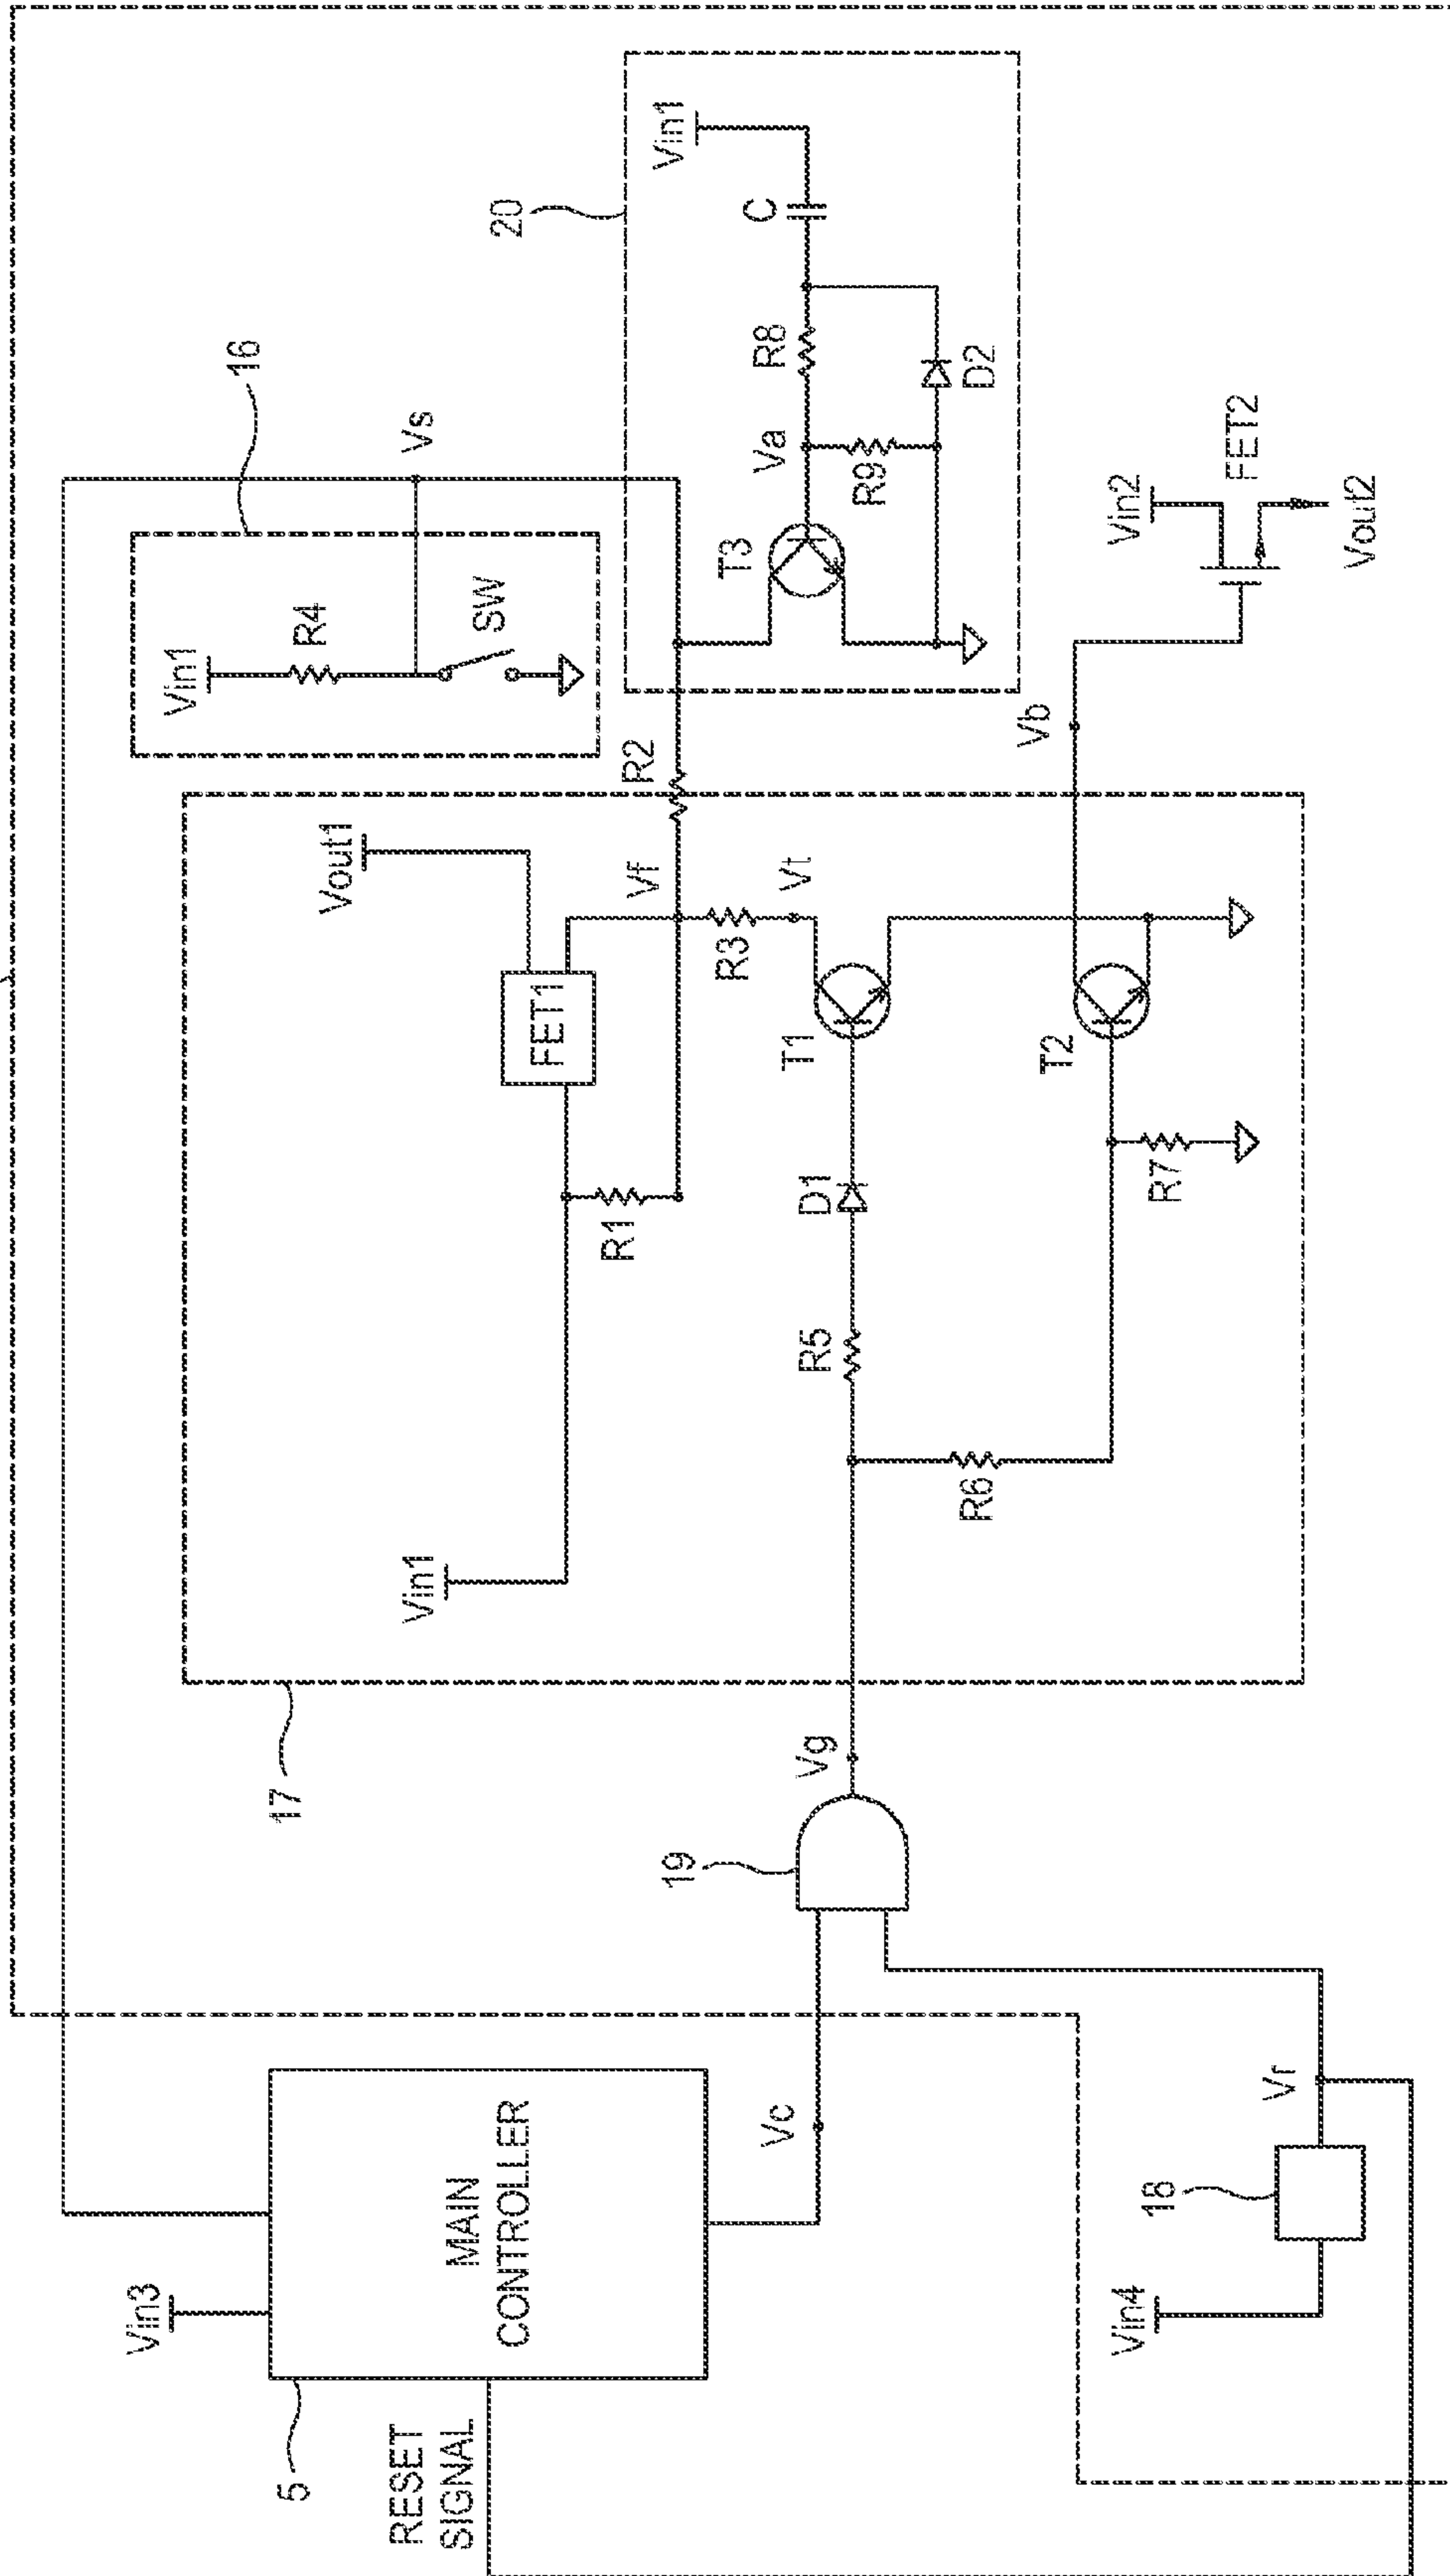 Vin3
5
MAIN
CONTROLLER
RESET
SIGNAL
Vc
Vin4
18
Vr
19
Vg
17
Vin1
R1
FET1
Vout1
Vf
R2
R3
Vt
T1
D1
R5
R6
R7
T2
Vb
16
Vin1
R4
SW
Vs
20
Vin1
C
R8
Va
R9
D2
T3
Vin2
FET2
Vout2